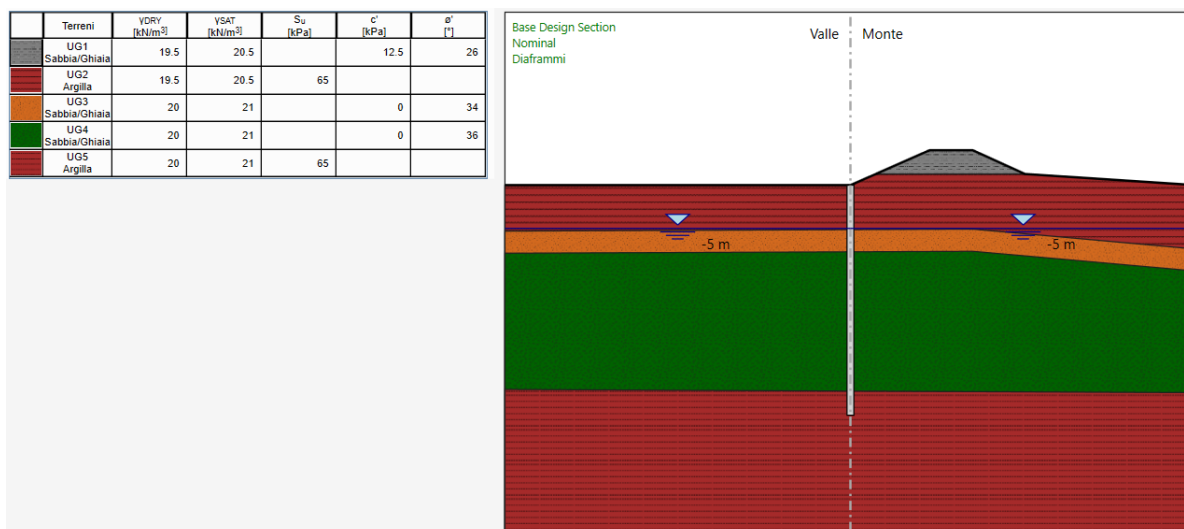 Terreni γDRY [kN/m³] γSAT [kN/m³] Su [kPa] c' [kPa] ø' [°]
UG1 Sabbia/Ghiaia 19.5 20.5 12.5 26
UG2 Argilla 19.5 20.5 65
UG3 Sabbia/Ghiaia 20 21 0 34
UG4 Sabbia/Ghiaia 20 21 0 36
UG5 Argilla 20 21 65
Base Design Section
Nominal
Diaframmi
Valle Monte
-5 m -5 m